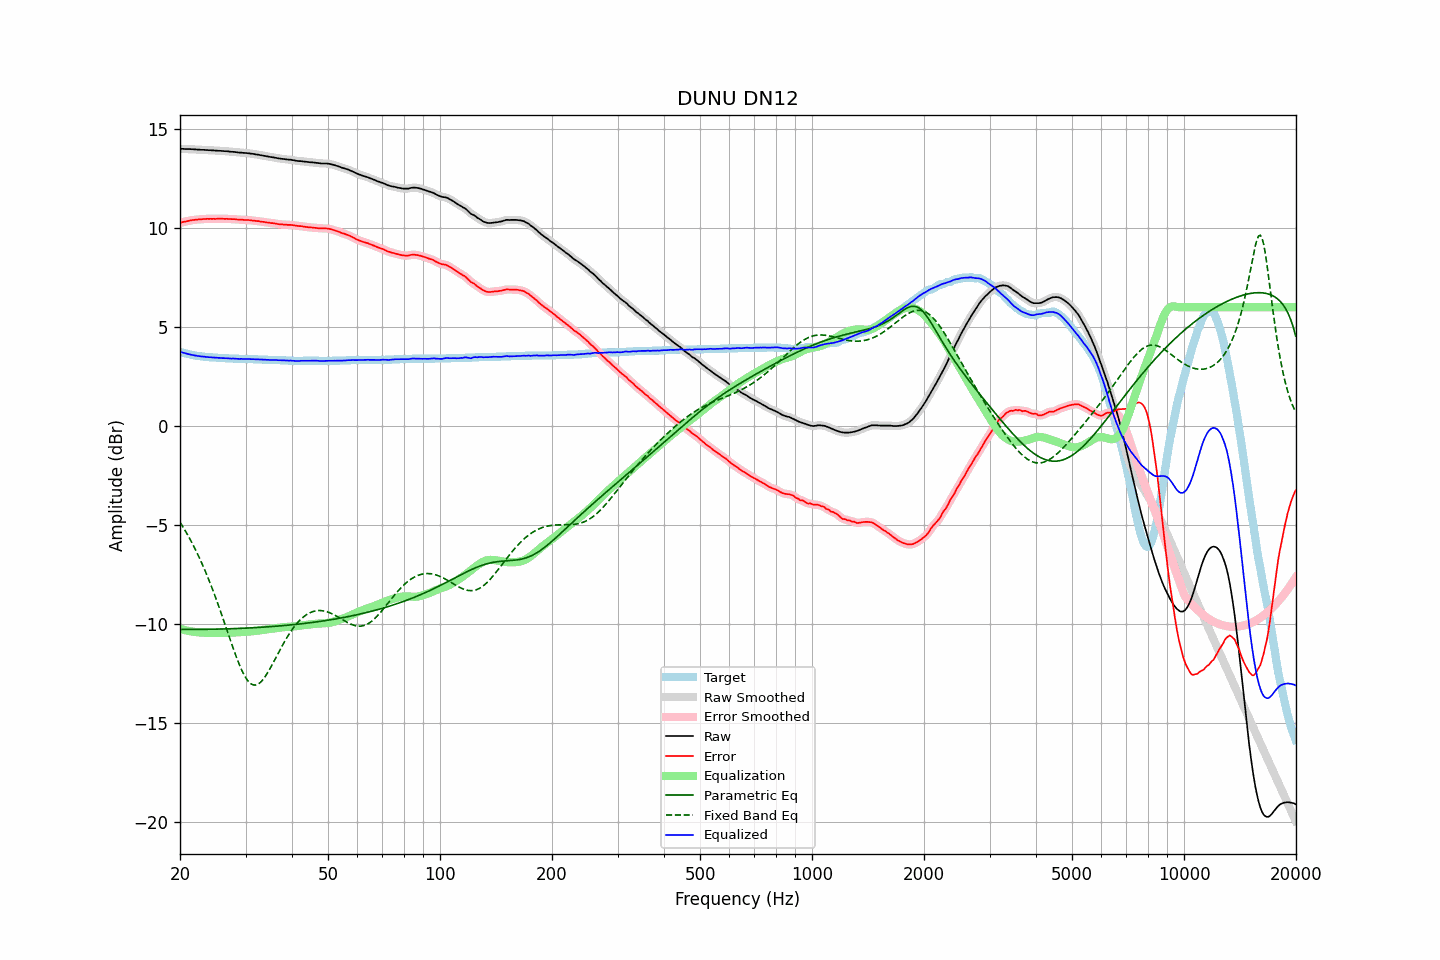 DUNU DN12
Amplitude (dBr)
15
10
5
0
−5
−10
−15
−20
Target
Raw Smoothed
Error Smoothed
Raw
Error
Equalization
Parametric Eq
Fixed Band Eq
Equalized
20 50 100 200 500 1000 2000 5000 10000 20000
Frequency (Hz)